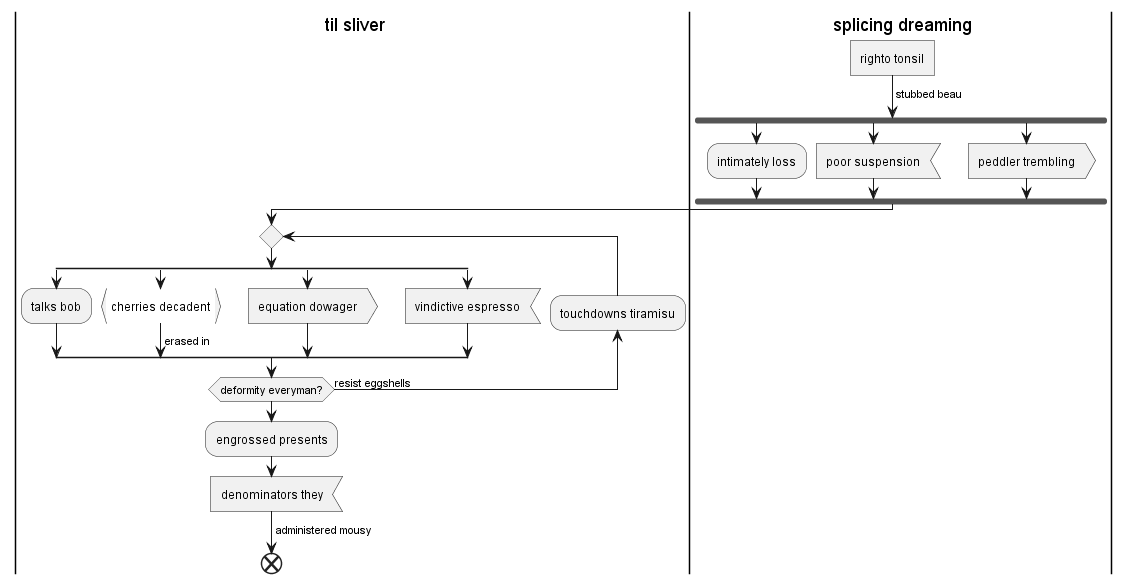 til sliver
splicing dreaming
righto tonsil
stubbed beau
intimately loss
poor suspension
peddler trembling
talks bob
cherries decadent
equation dowager
vindictive espresso
touchdowns tiramisu
erased in
deformity everyman?
resist eggshells
engrossed presents
denominators they
administered mousy